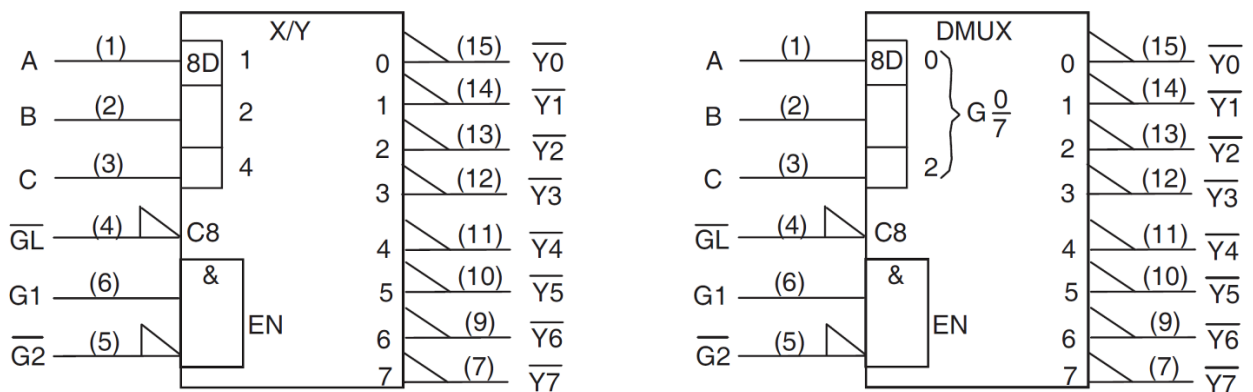 X/Y
A (1) 8D 1 0 (15) Y0
1 (14) Y1
B (2) 2
2 (13) Y2
C (3) 4 3 (12) Y3
GL (4) C8 4 (11) Y4
&
G1 (6) 5 (10) Y5
EN
G2 (5) 6 (9) Y6
7 (7) Y7
DMUX
A (1) 8D 0 0 (15) Y0
1 (14) Y1
B (2) G 0/7
2 (13) Y2
C (3) 2 3 (12) Y3
GL (4) C8 4 (11) Y4
&
G1 (6) 5 (10) Y5
EN
G2 (5) 6 (9) Y6
7 (7) Y7